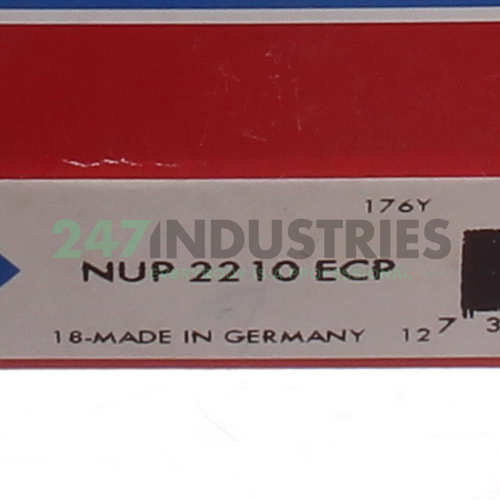 176Y
247INDUSTRIES
NUP 2210 ECP
18-MADE IN GERMANY 127 3